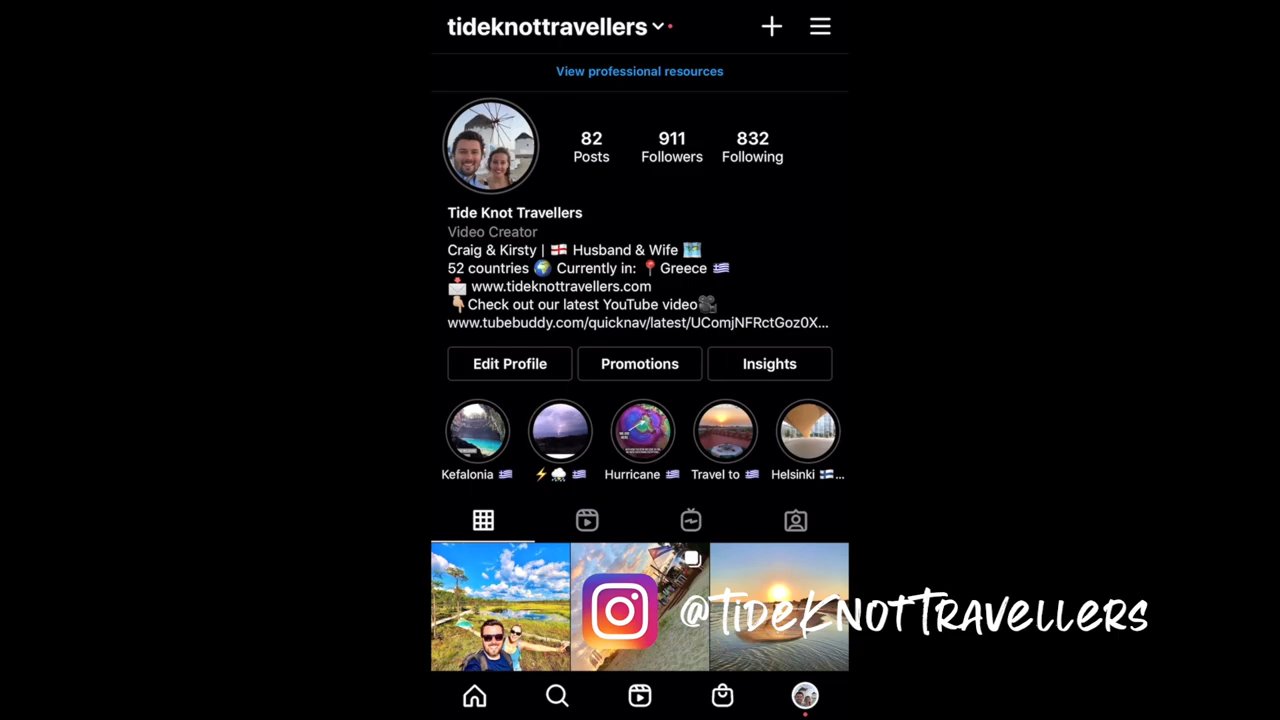 tideknottravellers
View professional resources
82
Posts
911
Followers
832
Following
Tide Knot Travellers
Video Creator
Craig & Kirsty | 🏴󠁧󠁢󠁥󠁮󠁧󠁿 Husband & Wife 🗺️
52 countries 🌍 Currently in: 📍Greece 🇬🇷
📩 www.tideknottravellers.com
👇🏼Check out our latest YouTube video🎥
www.tubebuddy.com/quicknav/latest/UComjNFRctGoz0X...
Edit Profile
Promotions
Insights
Kefalonia 🇬🇷
⚡🌧️ 🇬🇷
Hurricane 🇬🇷
Travel to 🇬🇷
Helsinki 🇫🇮...
@TideKnotTravellers